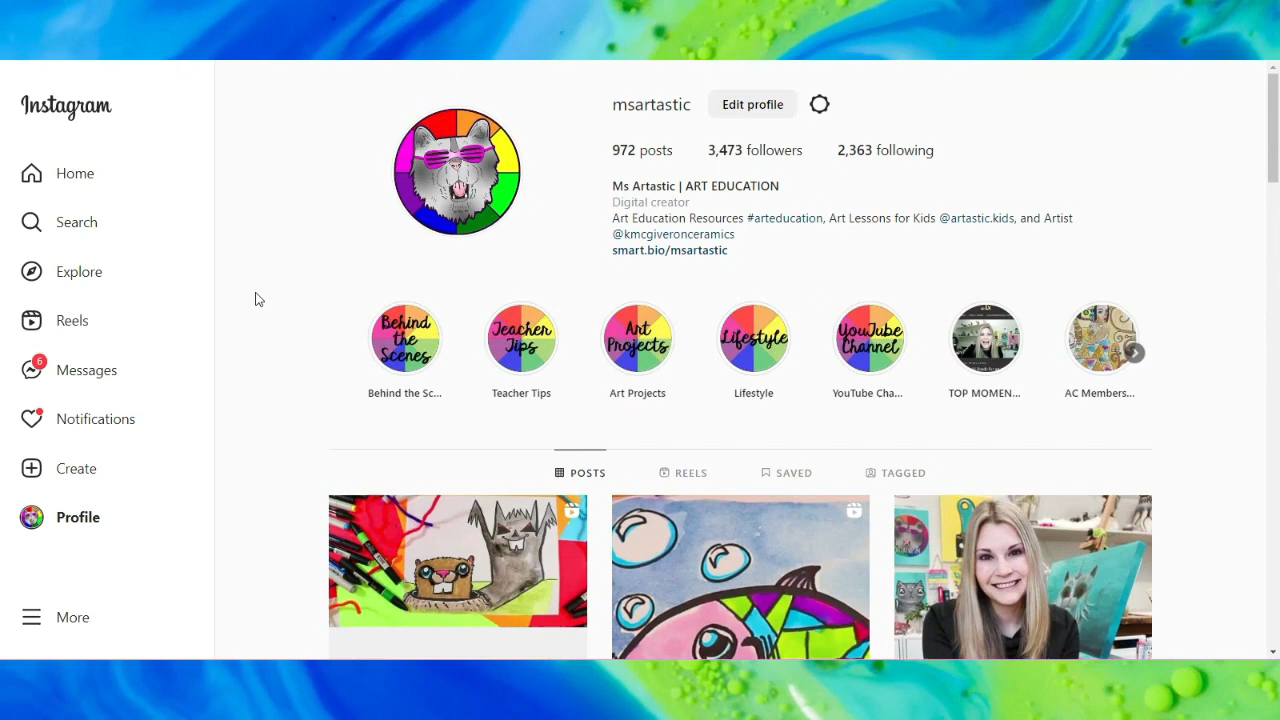 Instagram
Home
Search
Explore
Reels
6
Messages
Notifications
Create
Profile
More
msartastic Edit profile
972 posts 3,473 followers 2,363 following
Ms Artastic | ART EDUCATION
Digital creator
Art Education Resources #arteducation, Art Lessons for Kids @artastic.kids, and Artist
@kmcgiveronceramics
smart.bio/msartastic
Behind
the
Scenes
Teacher
Tips
Art
Projects
Lifestyle
YouTube
Channel
Behind the Sc... Teacher Tips Art Projects Lifestyle YouTube Cha... TOP MOMEN... AC Members...
POSTS REELS SAVED TAGGED